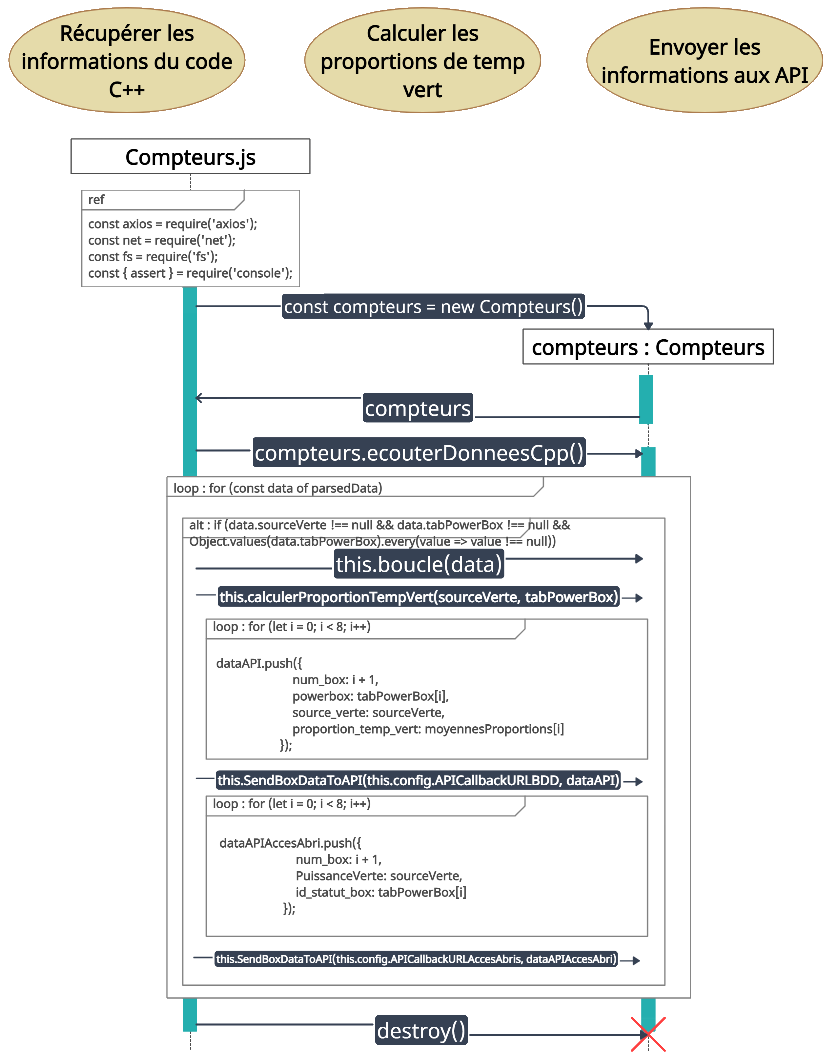 Récupérer les
informations du code
C++
Calculer les
proportions de temp
vert
Envoyer les
informations aux API
Compteurs.js
ref
const axios = require('axios');
const net = require('net');
const fs = require('fs');
const { assert } = require('console');
const compteurs = new Compteurs()
compteurs : Compteurs
compteurs
compteurs.ecouterDonneesCpp()
loop : for (const data of parsedData)
alt : if (data.sourceVerte !== null && data.tabPowerBox !== null &&
Object.values(data.tabPowerBox).every(value => value !== null))
this.boucle(data)
this.calculerProportionTempVert(sourceVerte, tabPowerBox)
loop : for (let i = 0; i < 8; i++)
dataAPI.push({
num_box: i + 1,
powerbox: tabPowerBox[i],
source_verte: sourceVerte,
proportion_temp_vert: moyennesProportions[i]
});
this.SendBoxDataToAPI(this.config.APICallbackURLBDD, dataAPI)
loop : for (let i = 0; i < 8; i++)
dataAPIAccesAbri.push({
num_box: i + 1,
PuissanceVerte: sourceVerte,
id_statut_box: tabPowerBox[i]
});
this.SendBoxDataToAPI(this.config.APICallbackURLAccesAbris, dataAPIAccesAbri)
destroy()